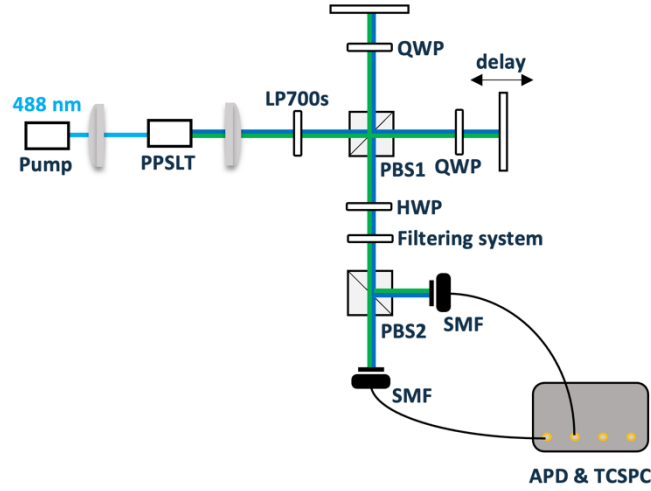 QWP
delay
LP700s
488 nm
Pump
PPSLT
PBS1
QWP
HWP
Filtering system
PBS2
SMF
SMF
APD & TCSPC